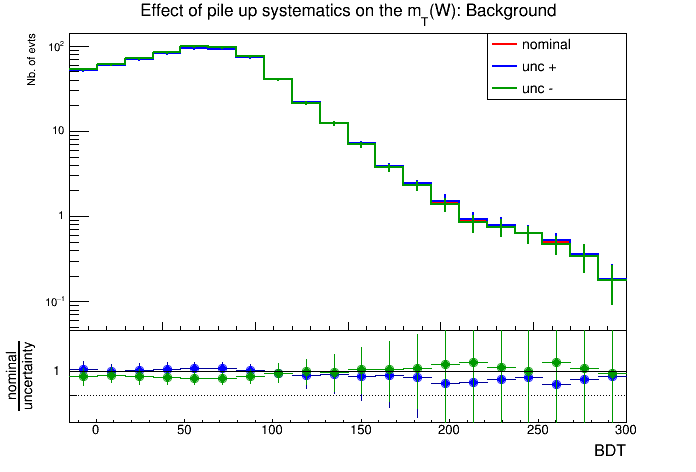 Effect of pile up systematics on the m_T(W): Background
Nb. of evts
nominal
unc +
unc -
10²
10
1
10⁻¹
nominal
uncertainty
1
0 50 100 150 200 250 300
BDT